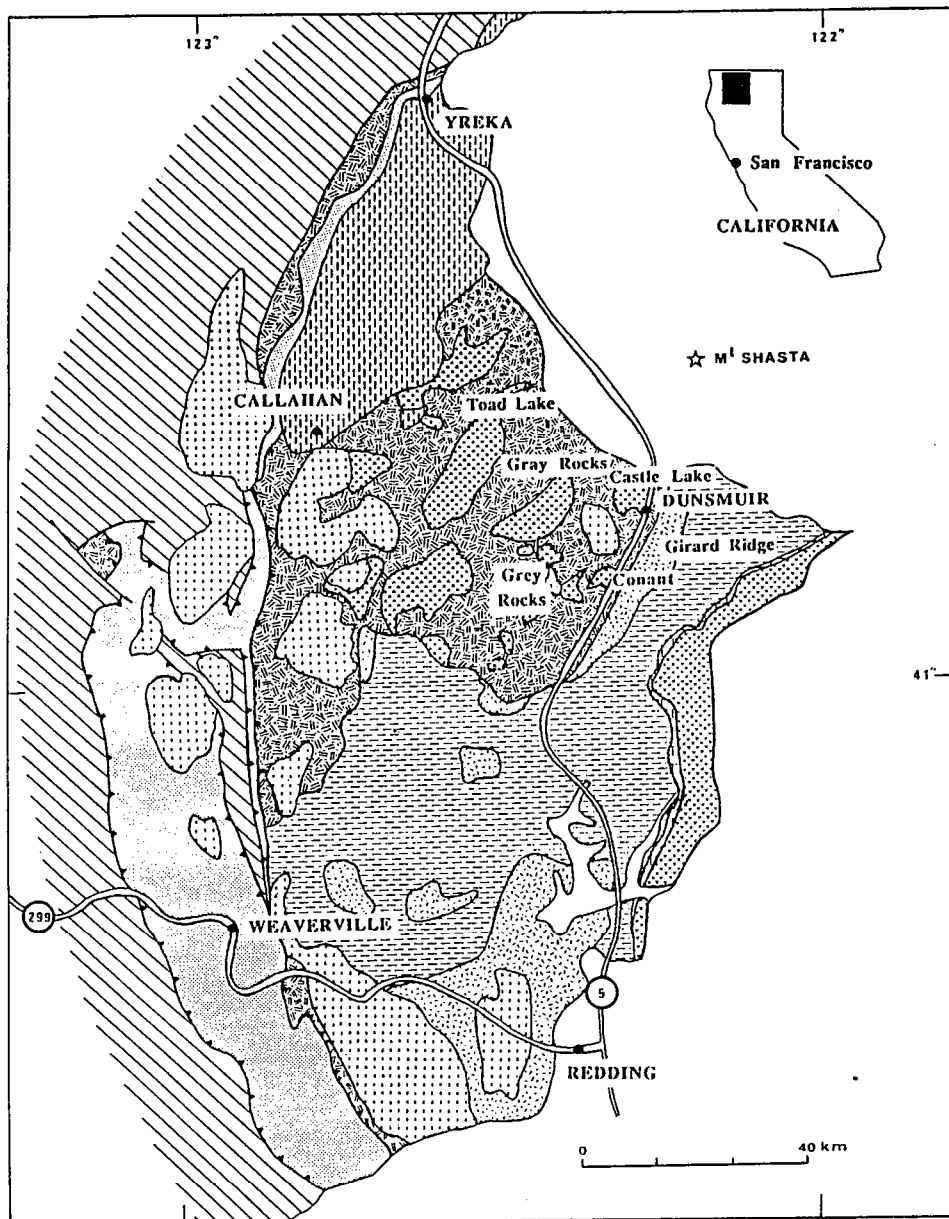 123°
122°
YREKA
San Francisco
CALIFORNIA
Mt SHASTA
CALLAHAN
Toad Lake
Gray Rocks
Castle Lake
DUNSMUIR
Girard Ridge
Grey
Rocks
Conant
41°
299
WEAVERVILLE
5
REDDING
0
40 km